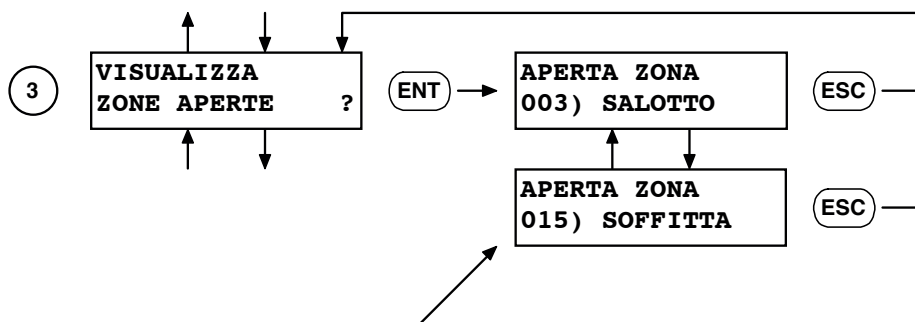 3
VISUALIZZA
ZONE APERTE ?
ENT
APERTA ZONA
003) SALOTTO
ESC
APERTA ZONA
015) SOFFITTA
ESC